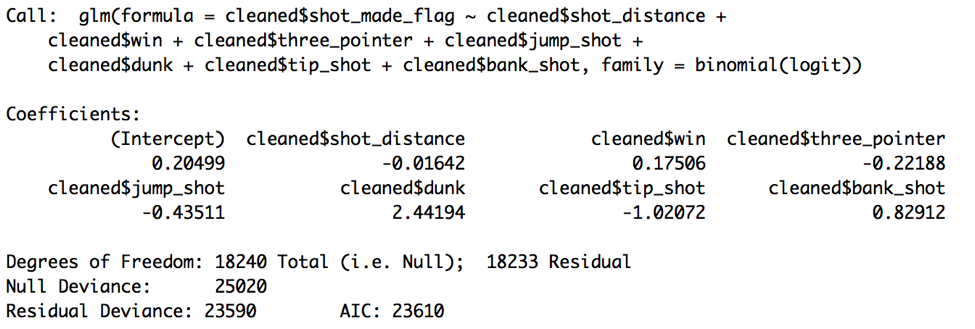 Call:  glm(formula = cleaned$shot_made_flag ~ cleaned$shot_distance +
    cleaned$win + cleaned$three_pointer + cleaned$jump_shot +
    cleaned$dunk + cleaned$tip_shot + cleaned$bank_shot, family = binomial(logit))

Coefficients:
          (Intercept)  cleaned$shot_distance            cleaned$win  cleaned$three_pointer
              0.20499               -0.01642                0.17506               -0.22188
    cleaned$jump_shot           cleaned$dunk       cleaned$tip_shot      cleaned$bank_shot
             -0.43511                2.44194               -1.02072                0.82912

Degrees of Freedom: 18240 Total (i.e. Null);  18233 Residual
Null Deviance:      25020
Residual Deviance: 23590        AIC: 23610